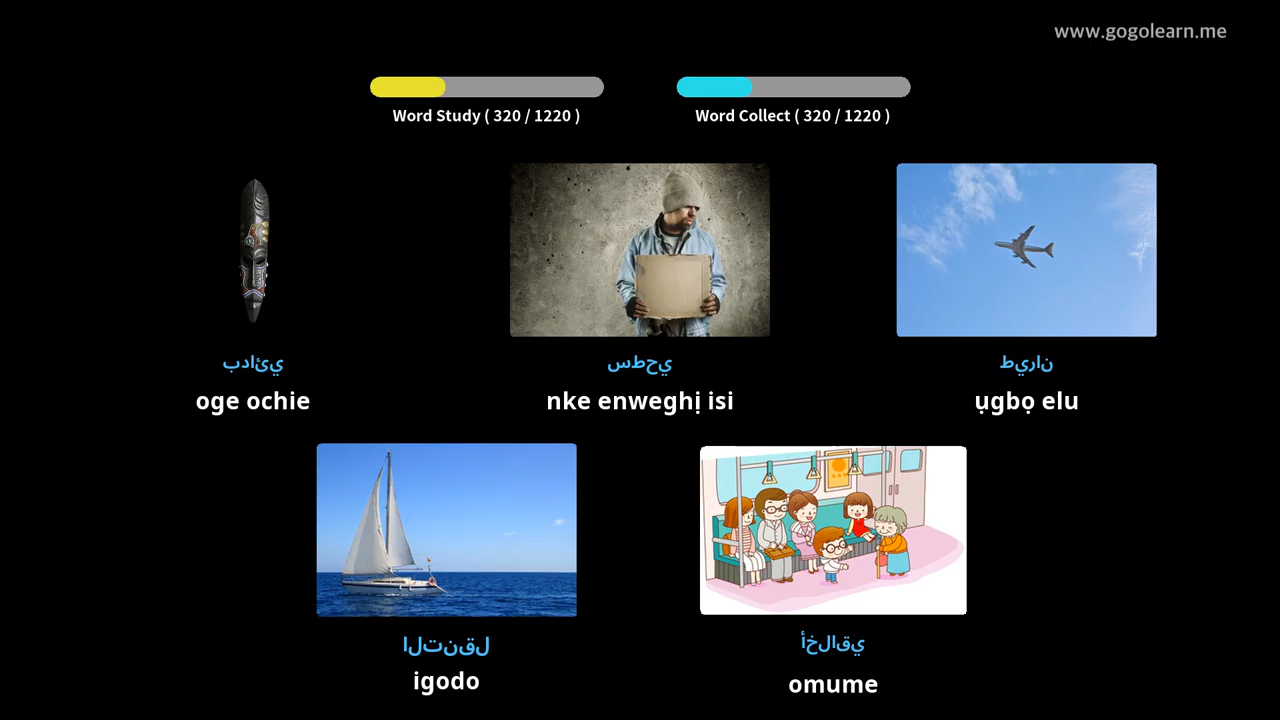 www.gogolearn.me
Word Study ( 320 / 1220 )
Word Collect ( 320 / 1220 )
بدائي
oge ochie
سطحي
nke enweghị isi
طيران
ụgbọ elu
التنقل
igodo
أخلاقي
omume